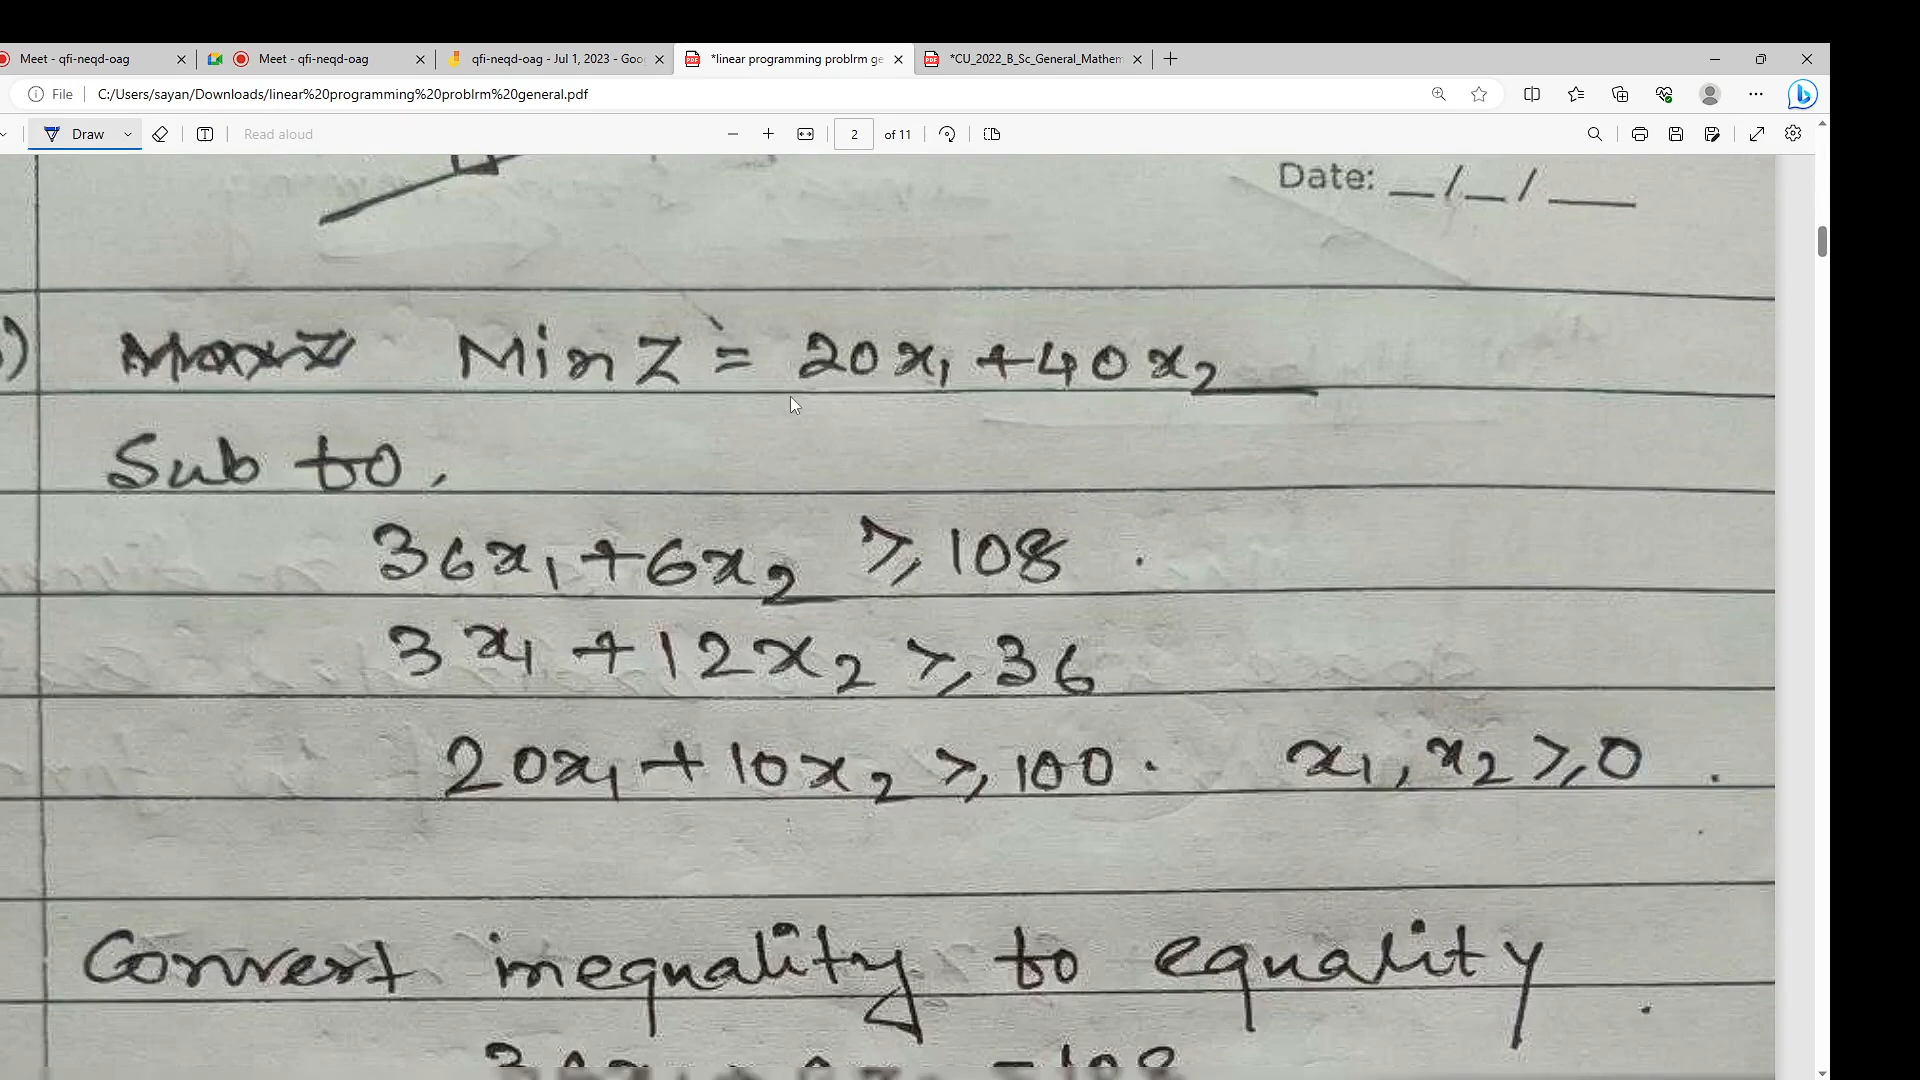 Meet - qfi-neqd-oag
Meet - qfi-neqd-oag
qfi-neqd-oag - Jul 1, 2023 - Goo
*linear programming problrm ge
*CU_2022_B_Sc_General_Mathem
File C:/Users/sayan/Downloads/linear%20programming%20problrm%20general.pdf
Draw Read aloud 2 of 11
Date: __/__/____
Min Z = 20x₁ + 40x₂
Sub to,
36x₁ + 6x₂ ≥ 108 .
3x₁ + 12x₂ ≥ 36
20x₁ + 10x₂ ≥ 100 . x₁, x₂ ≥ 0 .
Convert inequality to equality .